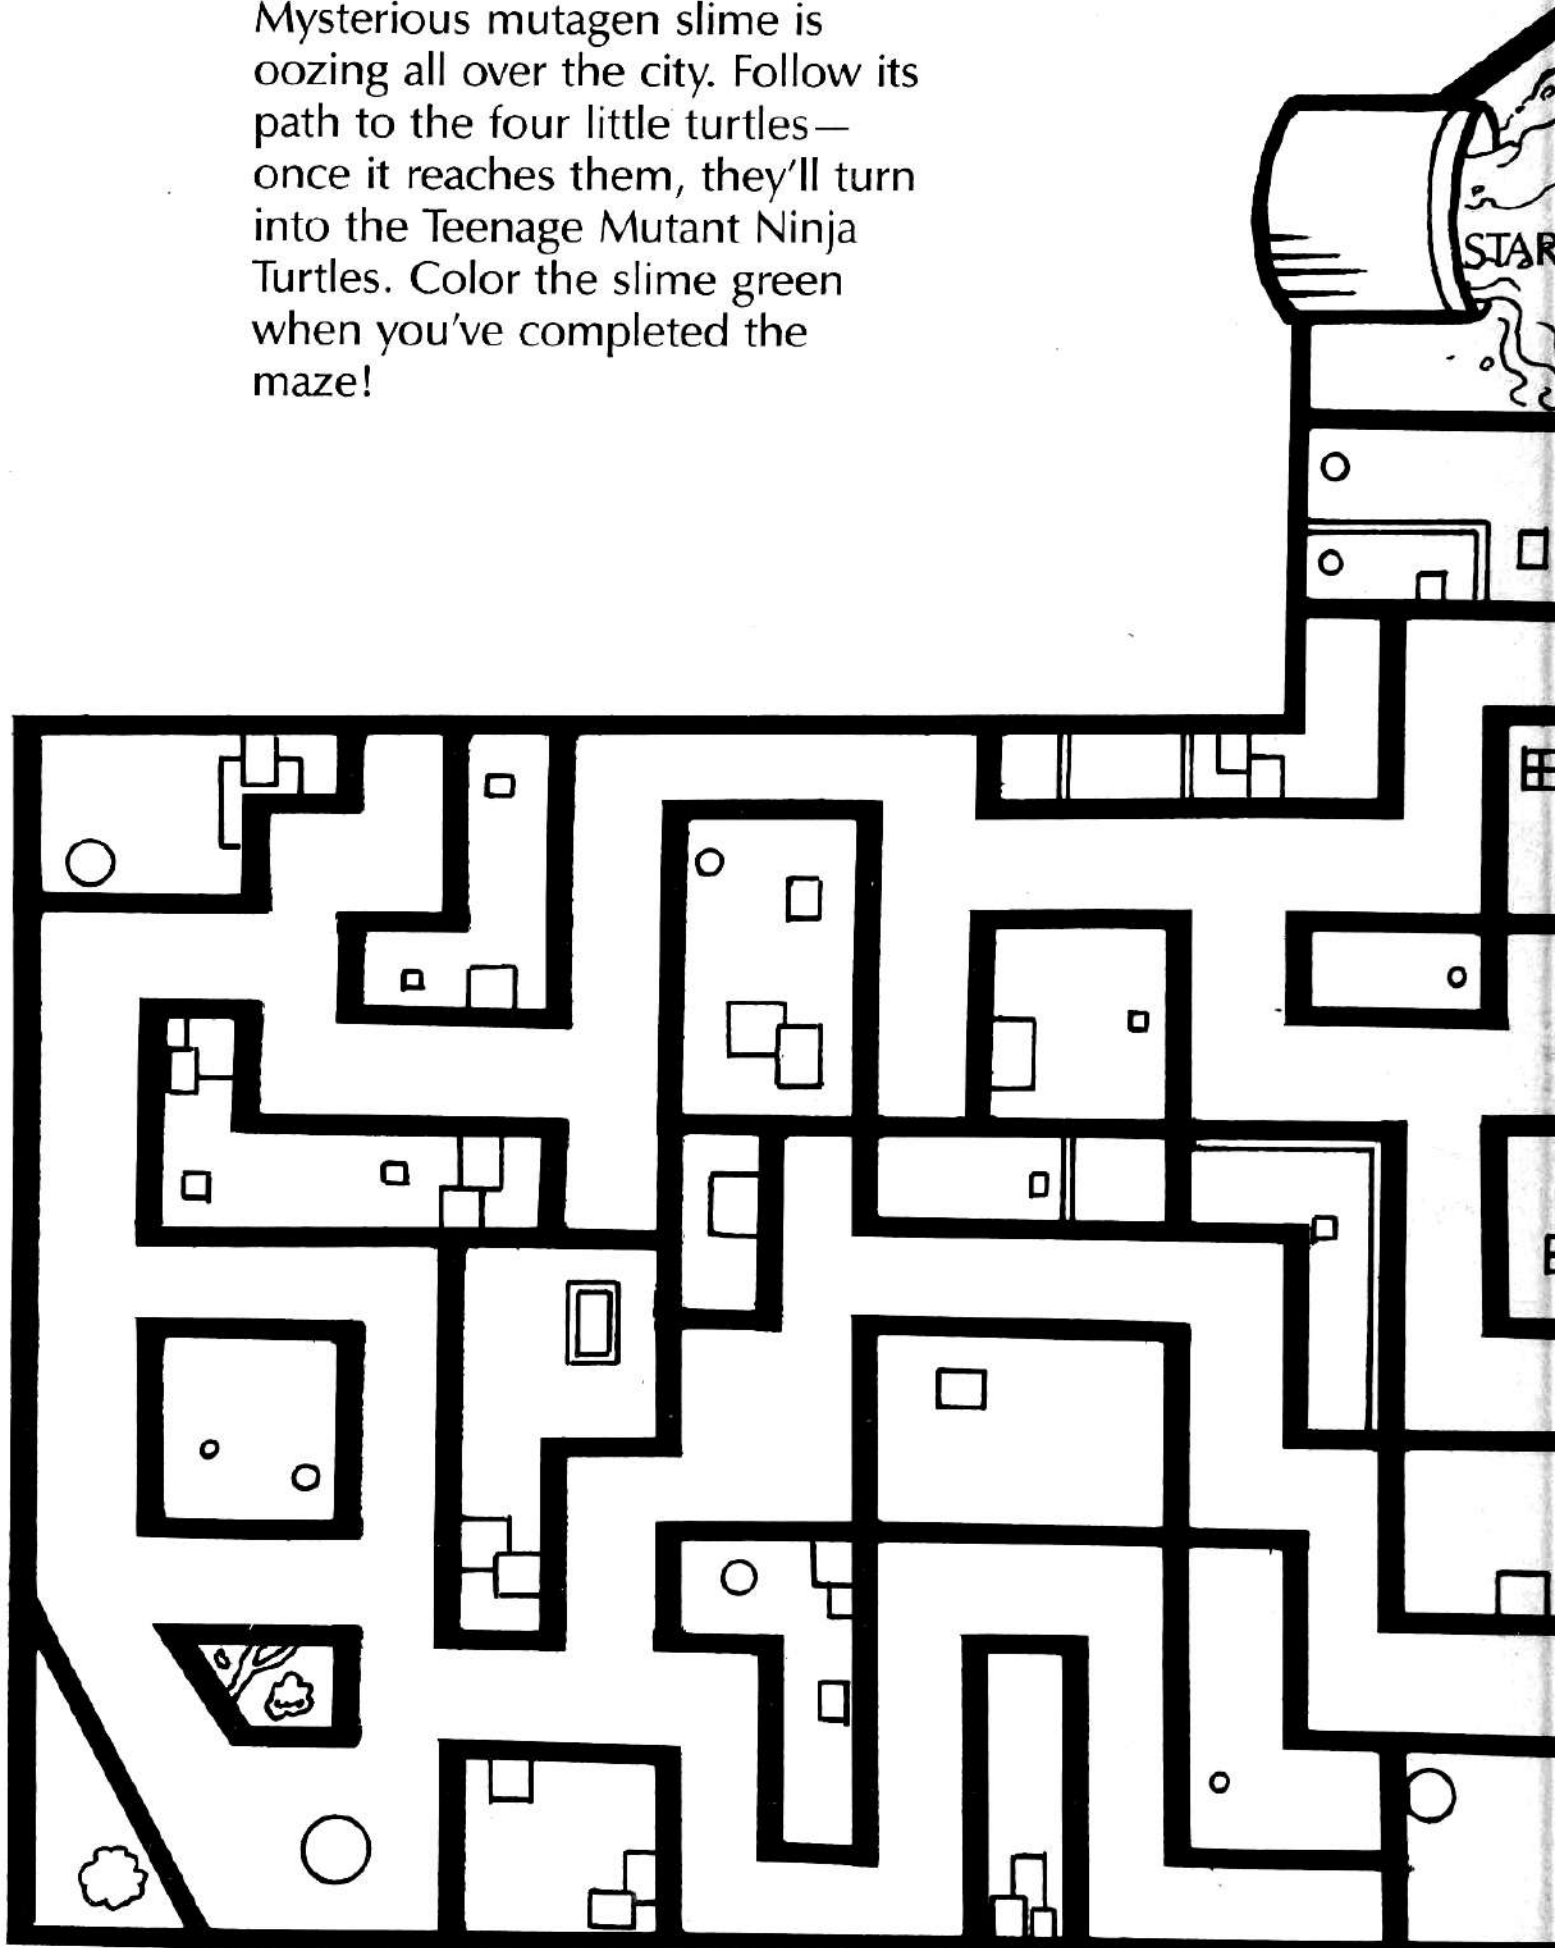 Mysterious mutagen slime is
oozing all over the city. Follow its
path to the four little turtles—
once it reaches them, they'll turn
into the Teenage Mutant Ninja
Turtles. Color the slime green
when you've completed the
maze!
STAR